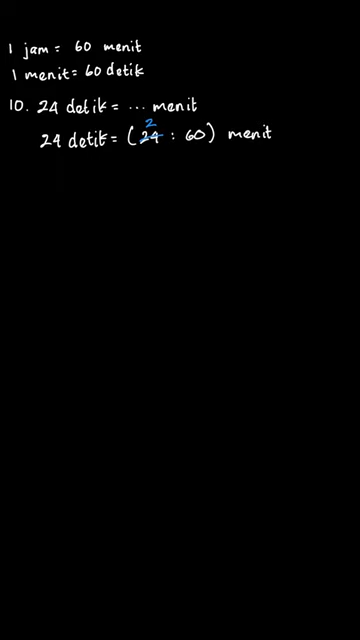 1 jam = 60 menit
1 menit = 60 detik
10. 24 detik = ... menit
2
24 detik = (24 : 60) menit